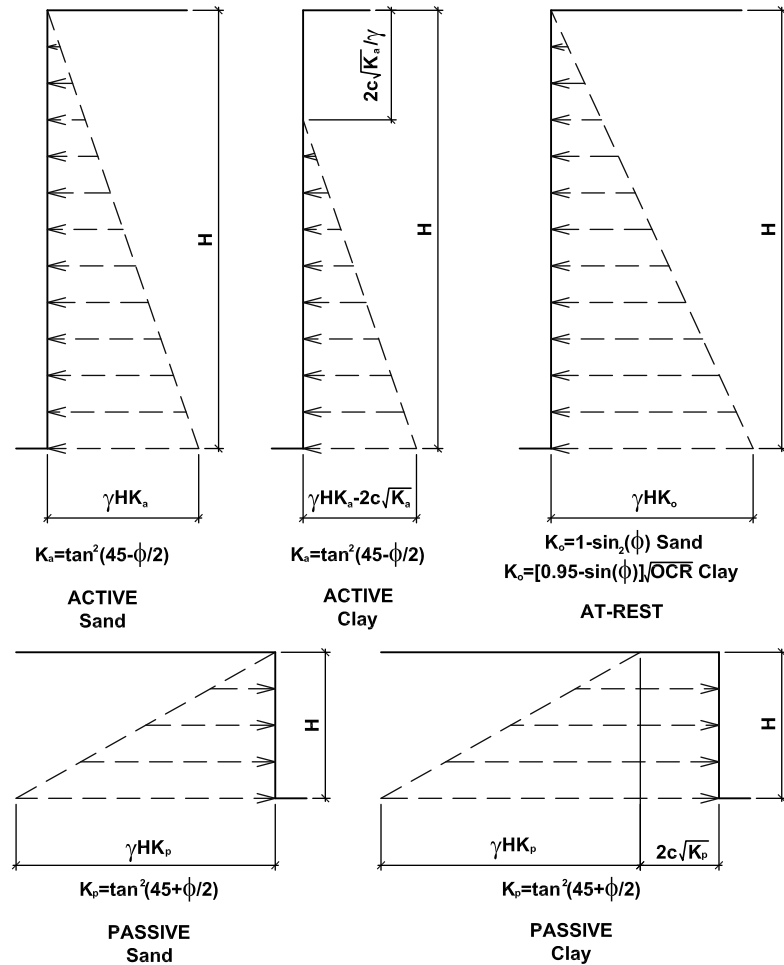 2c√Kₐ/γ
H
H
H
γHKₐ
γHKₐ-2c√Kₐ
γHKₒ
Kₐ=tan²(45-ϕ/2)
Kₐ=tan²(45-ϕ/2)
Kₒ=1-sin₂(ϕ) Sand
Kₒ=[0.95-sin(ϕ)]√OCR Clay
ACTIVE
Sand
ACTIVE
Clay
AT-REST
H
H
γHKₚ
γHKₚ
2c√Kₚ
Kₚ=tan²(45+ϕ/2)
Kₚ=tan²(45+ϕ/2)
PASSIVE
Sand
PASSIVE
Clay